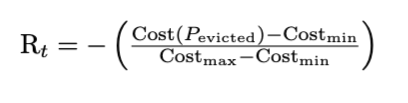 R_t = −(Cost(P_evicted)−Cost_min / Cost_max−Cost_min)